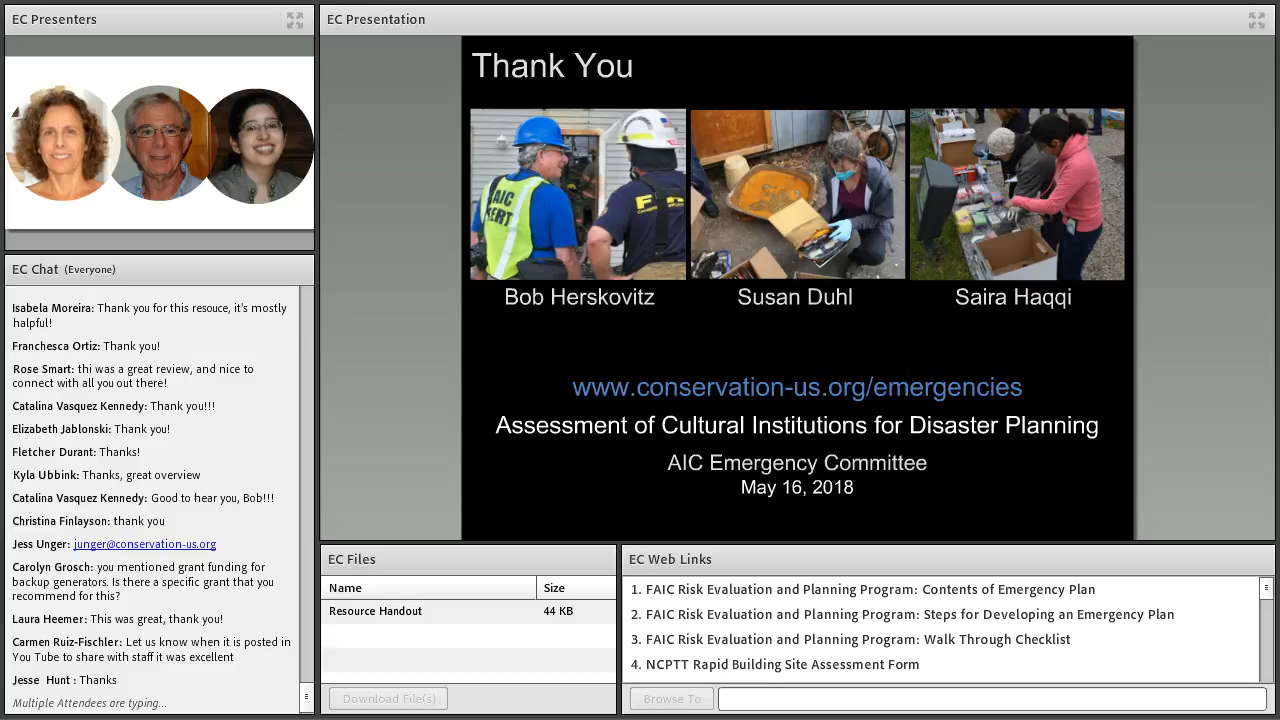 EC Presenters
EC Chat (Everyone)
Isabela Moreira: Thank you for this resouce, it's mostly
halpful!
Franchesca Ortiz: Thank you!
Rose Smart: thi was a great review, and nice to
connect with all you out there!
Catalina Vasquez Kennedy: Thank you!!!
Elizabeth Jablonski: Thank you!
Fletcher Durant: Thanks!
Kyla Ubbink: Thanks, great overview
Catalina Vasquez Kennedy: Good to hear you, Bob!!!
Christina Finlayson: thank you
Jess Unger: junger@conservation-us.org
Carolyn Grosch: you mentioned grant funding for
backup generators. Is there a specific grant that you
recommend for this?
Laura Heemer: This was great, thank you!
Carmen Ruiz-Fischler: Let us know when it is posted in
You Tube to share with staff it was excellent
Jesse Hunt : Thanks
Multiple Attendees are typing...
EC Presentation
Thank You
AIC
Bob Herskovitz
Susan Duhl
Saira Haqqi
www.conservation-us.org/emergencies
Assessment of Cultural Institutions for Disaster Planning
AIC Emergency Committee
May 16, 2018
EC Files
Name Size
Resource Handout 44 KB
Download File(s)
EC Web Links
1. FAIC Risk Evaluation and Planning Program: Contents of Emergency Plan
2. FAIC Risk Evaluation and Planning Program: Steps for Developing an Emergency Plan
3. FAIC Risk Evaluation and Planning Program: Walk Through Checklist
4. NCPTT Rapid Building Site Assessment Form
Browse To